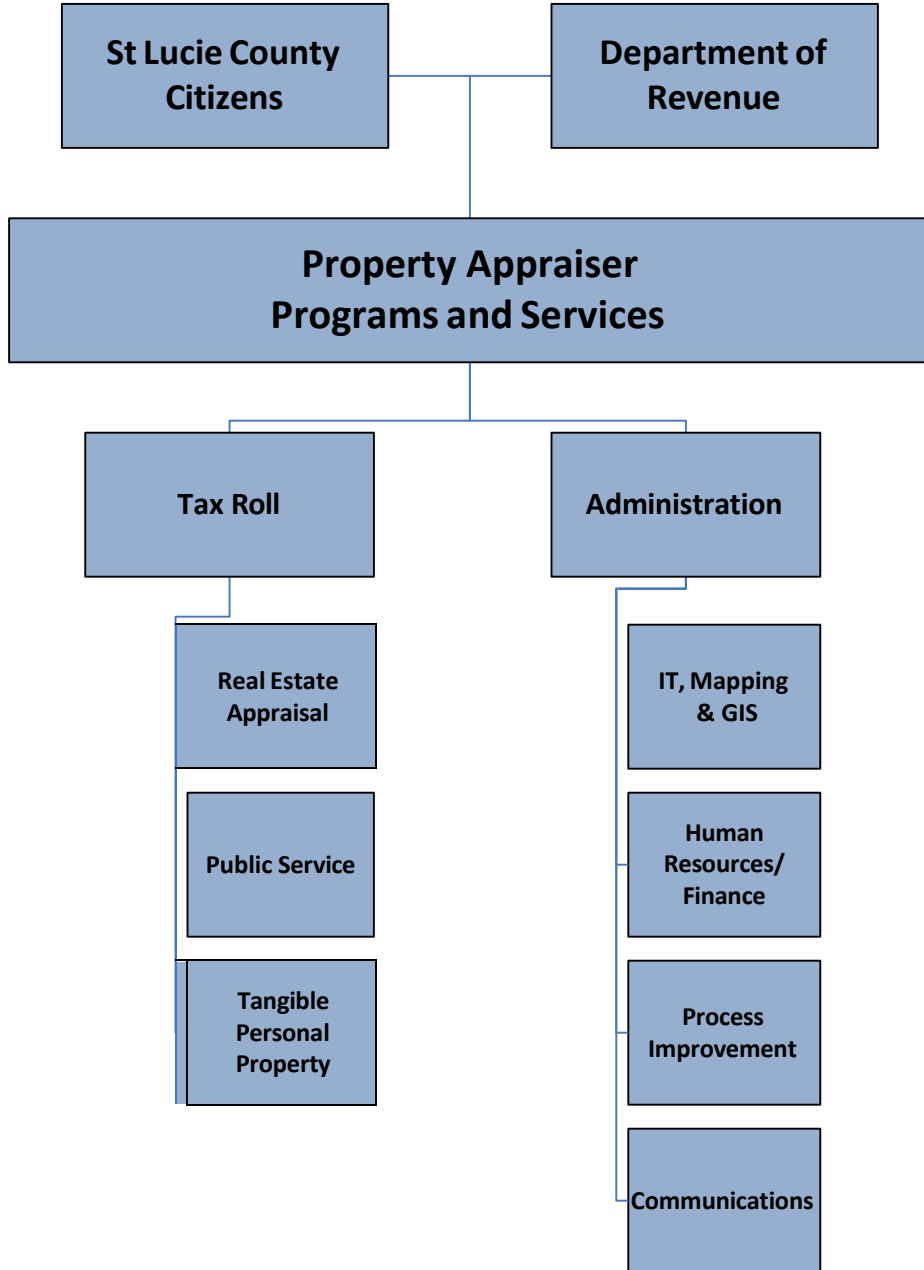 St Lucie County
Citizens
Department of
Revenue
Property Appraiser
Programs and Services
Tax Roll
Administration
Real Estate
Appraisal
Public Service
Tangible
Personal
Property
IT, Mapping
& GIS
Human
Resources/
Finance
Process
Improvement
Communications